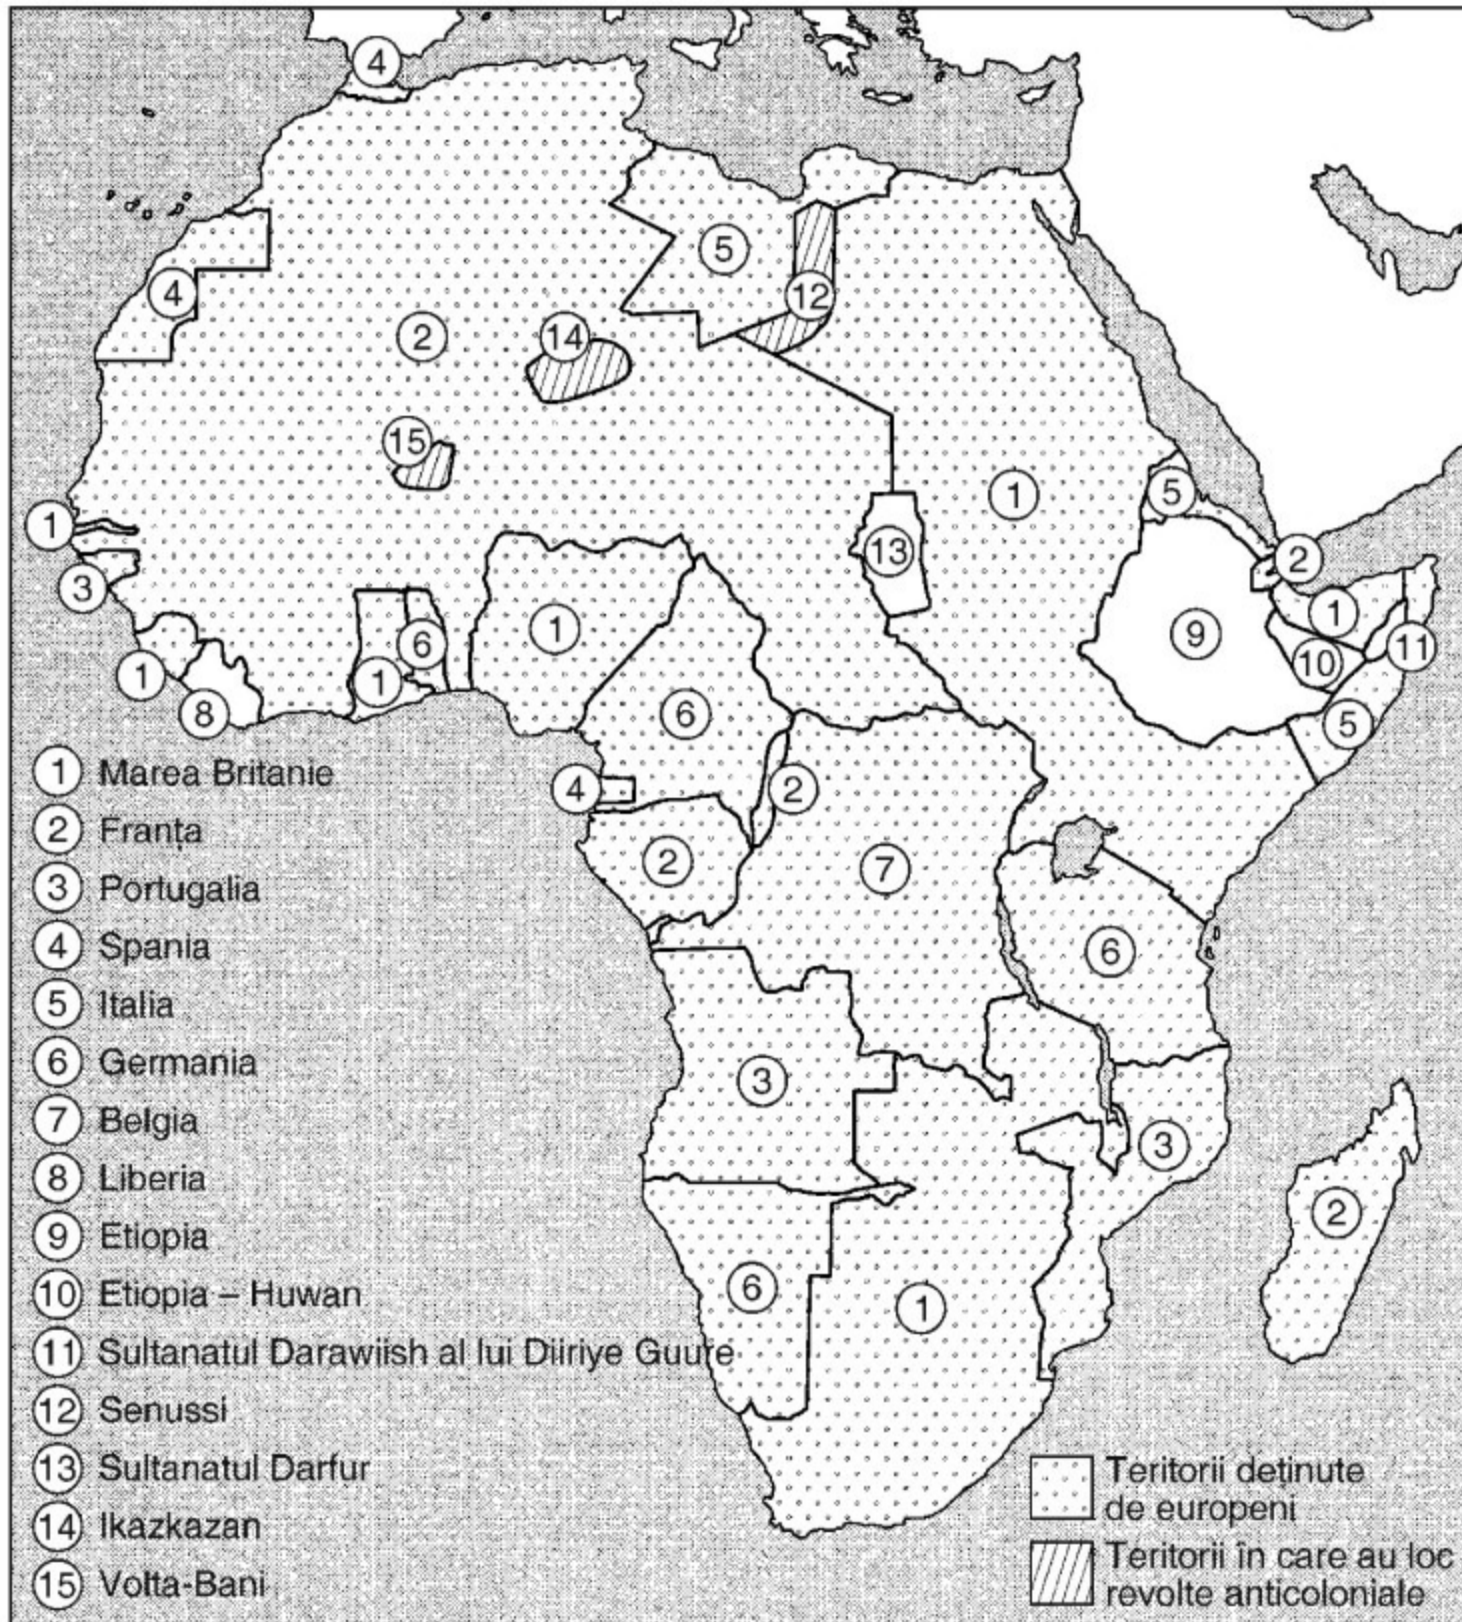 4
5
4
12
2
14
15
1
5
1
13
2
3
1
1
9
6
10
11
1
1
8
6
5
4
2
2
7
6
3
3
2
6
1
1 Marea Britanie
2 Franța
3 Portugalia
4 Spania
5 Italia
6 Germania
7 Belgia
8 Liberia
9 Etiopia
10 Etiopia – Huwan
11 Sultanatul Darawiish al lui Diiriye Guure
12 Senussi
13 Sultanatul Darfur
14 Ikazkazan
15 Volta-Bani
Teritorii deținute
de europeni
Teritorii în care au loc
revolte anticoloniale